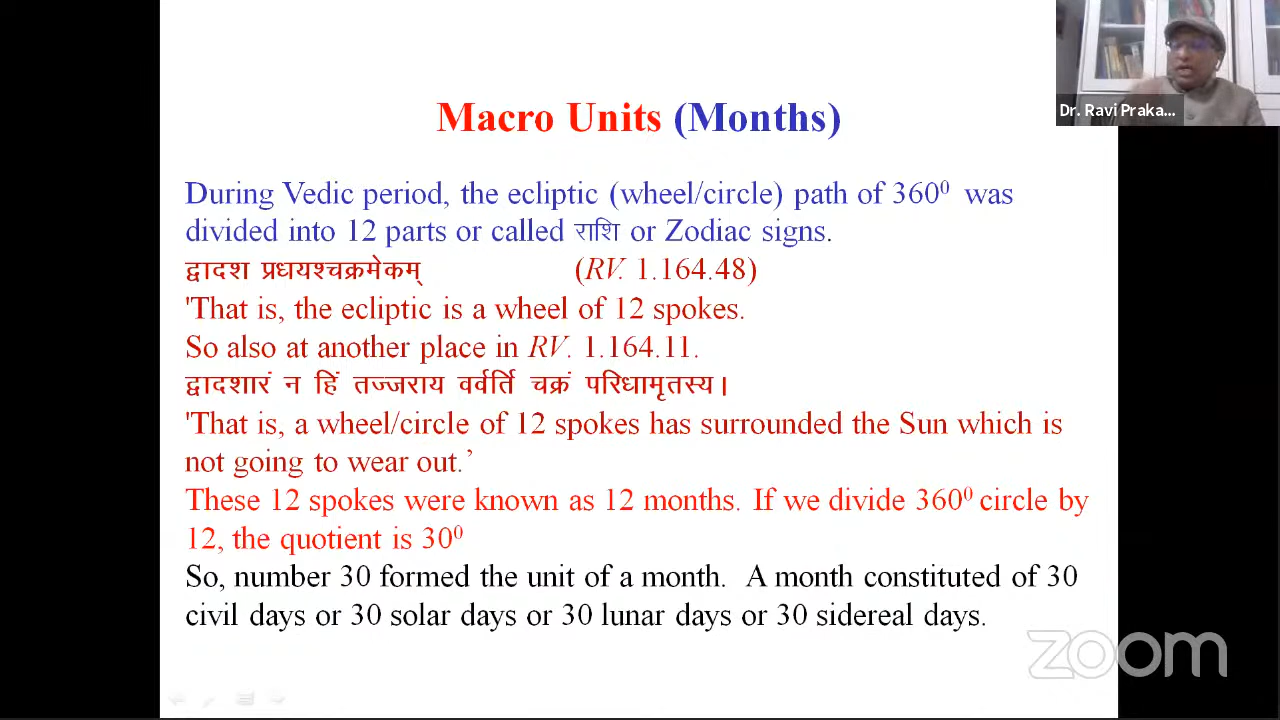 Dr. Ravi Praka...
Macro Units (Months)
During Vedic period, the ecliptic (wheel/circle) path of 360⁰ was
divided into 12 parts or called राशि or Zodiac signs.
द्वादश प्रधयश्चक्रमेकम् (RV. 1.164.48)
'That is, the ecliptic is a wheel of 12 spokes.
So also at another place in RV. 1.164.11.
द्वादशारं न हिं तज्जराय वर्वर्ति चक्रं परिधामृतस्य।
'That is, a wheel/circle of 12 spokes has surrounded the Sun which is
not going to wear out.’
These 12 spokes were known as 12 months. If we divide 360⁰ circle by
12, the quotient is 30⁰
So, number 30 formed the unit of a month. A month constituted of 30
civil days or 30 solar days or 30 lunar days or 30 sidereal days.
zoom